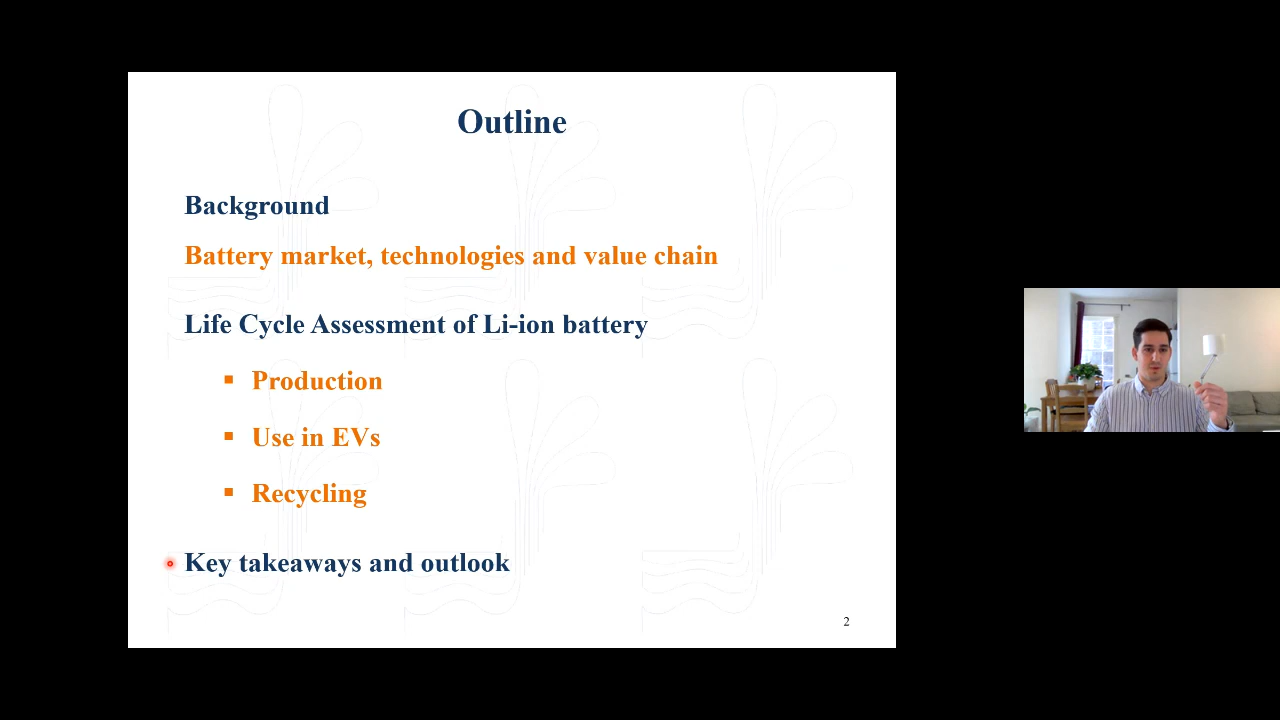 Outline
Background
Battery market, technologies and value chain
Life Cycle Assessment of Li-ion battery
Production
Use in EVs
Recycling
Key takeaways and outlook
2